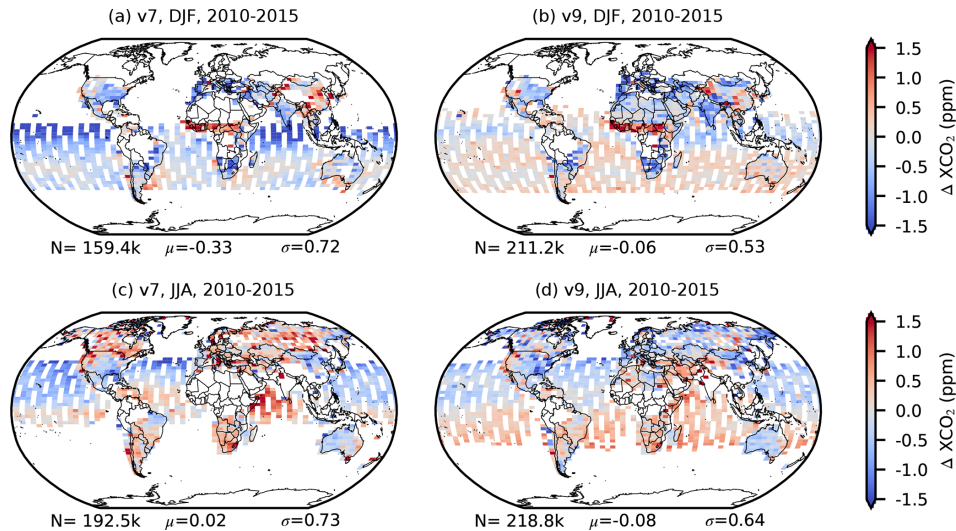 (a) v7, DJF, 2010-2015
(b) v9, DJF, 2010-2015
1.5
1.0
0.5
0.0
-0.5
-1.0
-1.5
Δ XCO₂ (ppm)
N= 159.4k μ=-0.33 σ=0.72
N= 211.2k μ=-0.06 σ=0.53
(c) v7, JJA, 2010-2015
(d) v9, JJA, 2010-2015
1.5
1.0
0.5
0.0
-0.5
-1.0
-1.5
Δ XCO₂ (ppm)
N= 192.5k μ=0.02 σ=0.73
N= 218.8k μ=-0.08 σ=0.64